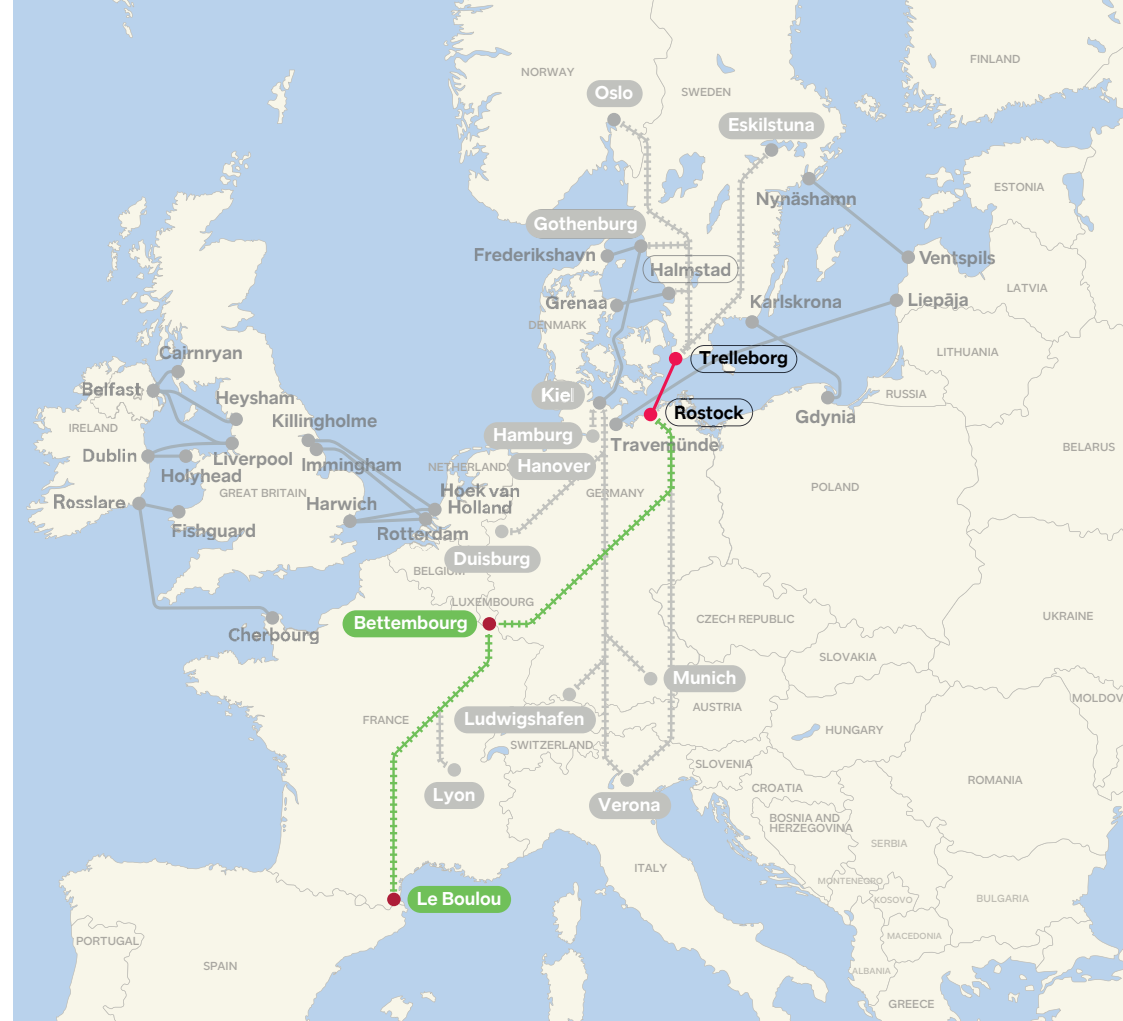 FINLAND
NORWAY
SWEDEN
Oslo
Eskilstuna
ESTONIA
Nynäshamn
Gothenburg
Frederikshavn
Ventspils
Halmstad
LATVIA
Grenaa
Karlskrona
Liepāja
DENMARK
Cairnryan
Trelleborg
LITHUANIA
Belfast
Kiel
RUSSIA
Heysham
Rostock
Gdynia
Killingholme
IRELAND
Hamburg
Travemünde
BELARUS
Dublin
Liverpool
Immingham
NETHERLANDS
Hanover
Holyhead
GREAT BRITAIN
Hoek van
Holland
GERMANY
POLAND
Rosslare
Harwich
Fishguard
Rotterdam
Duisburg
BELGIUM
LUXEMBOURG
Bettembourg
CZECH REPUBLIC
UKRAINE
Cherbourg
SLOVAKIA
Munich
MOLDOV
AUSTRIA
FRANCE
Ludwigshafen
HUNGARY
SWITZERLAND
SLOVENIA
ROMANIA
Lyon
Verona
CROATIA
BOSNIA AND
HERZEGOVINA
SERBIA
ITALY
MONTENEGRO
Le Boulou
KOSOVO
BULGARIA
PORTUGAL
MACEDONIA
SPAIN
ALBANIA
GREECE